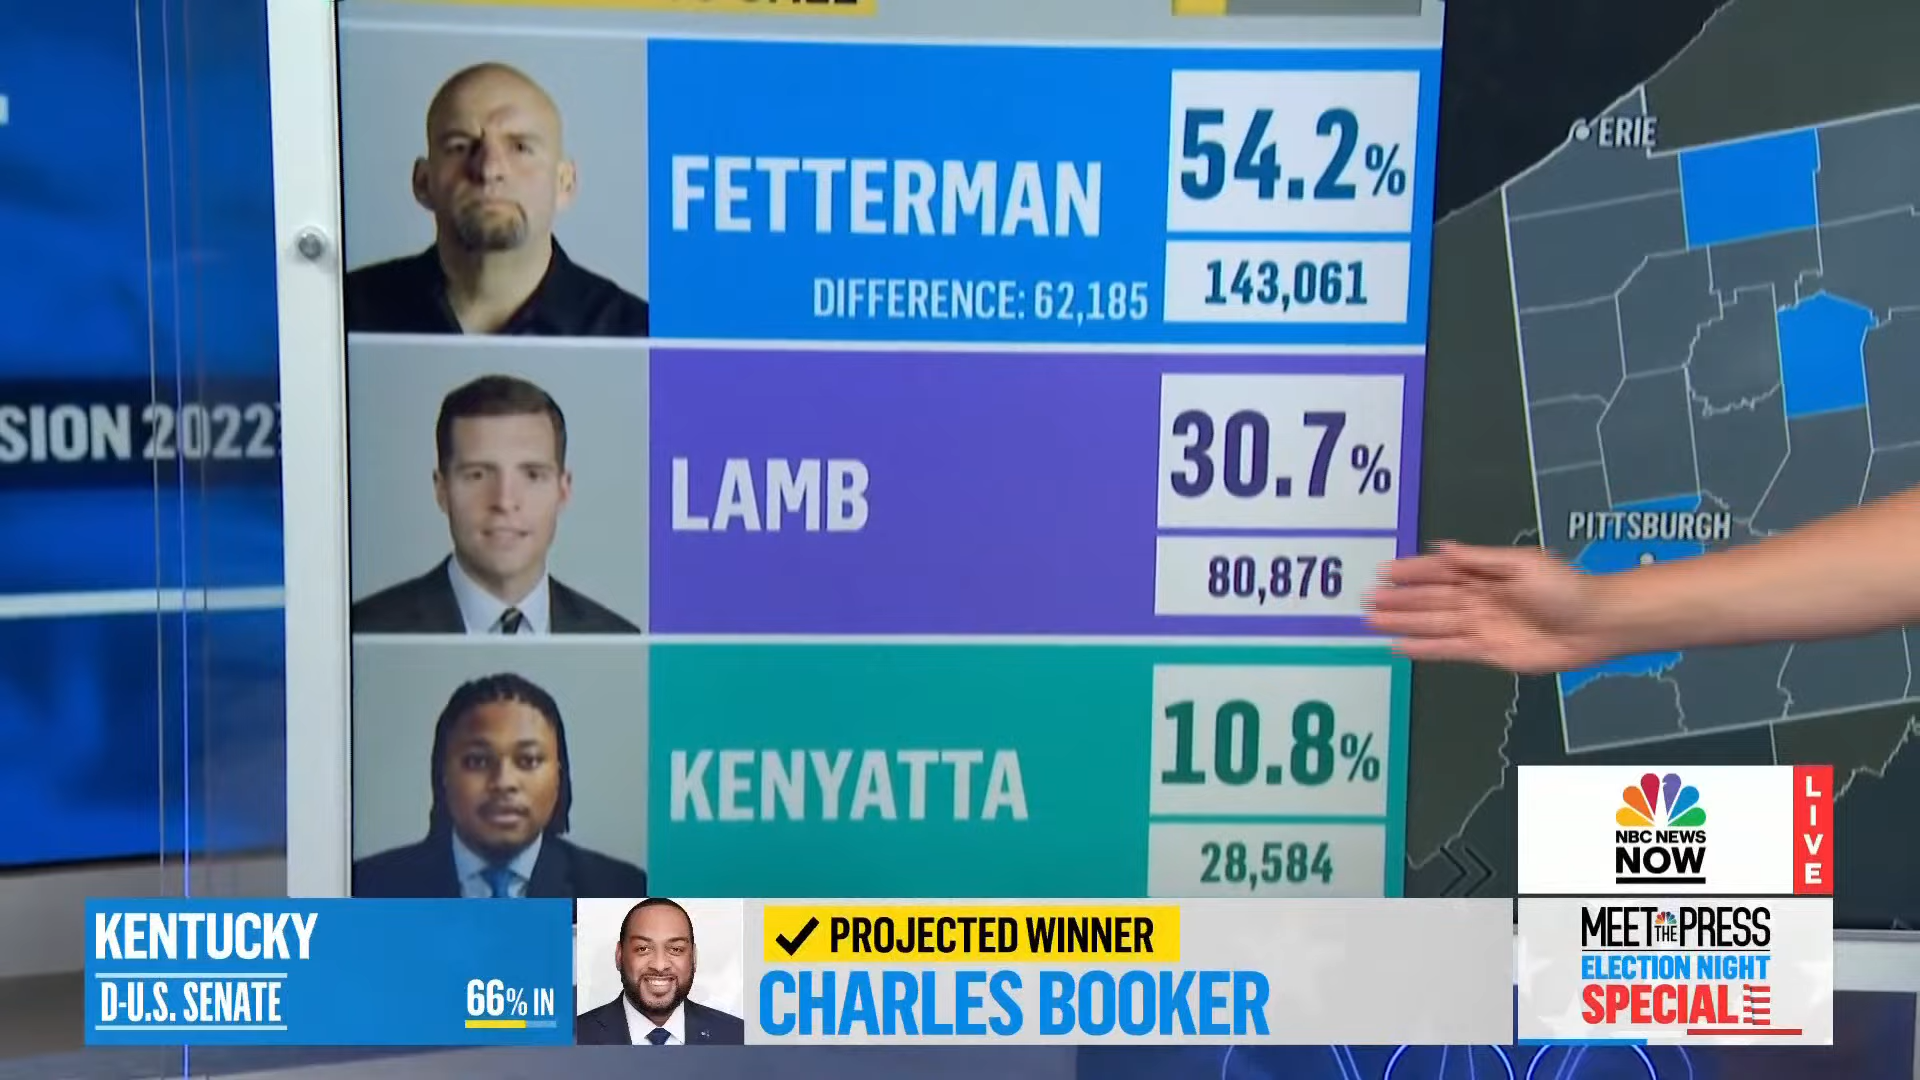 FETTERMAN
54.2%
DIFFERENCE: 62,185
143,061
LAMB
30.7%
80,876
KENYATTA
10.8%
28,584
SION 2022
ERIE
PITTSBURGH
NBC NEWS
NOW
LIVE
KENTUCKY
D-U.S. SENATE
66% IN
PROJECTED WINNER
CHARLES BOOKER
MEET THE PRESS
ELECTION NIGHT
SPECIAL